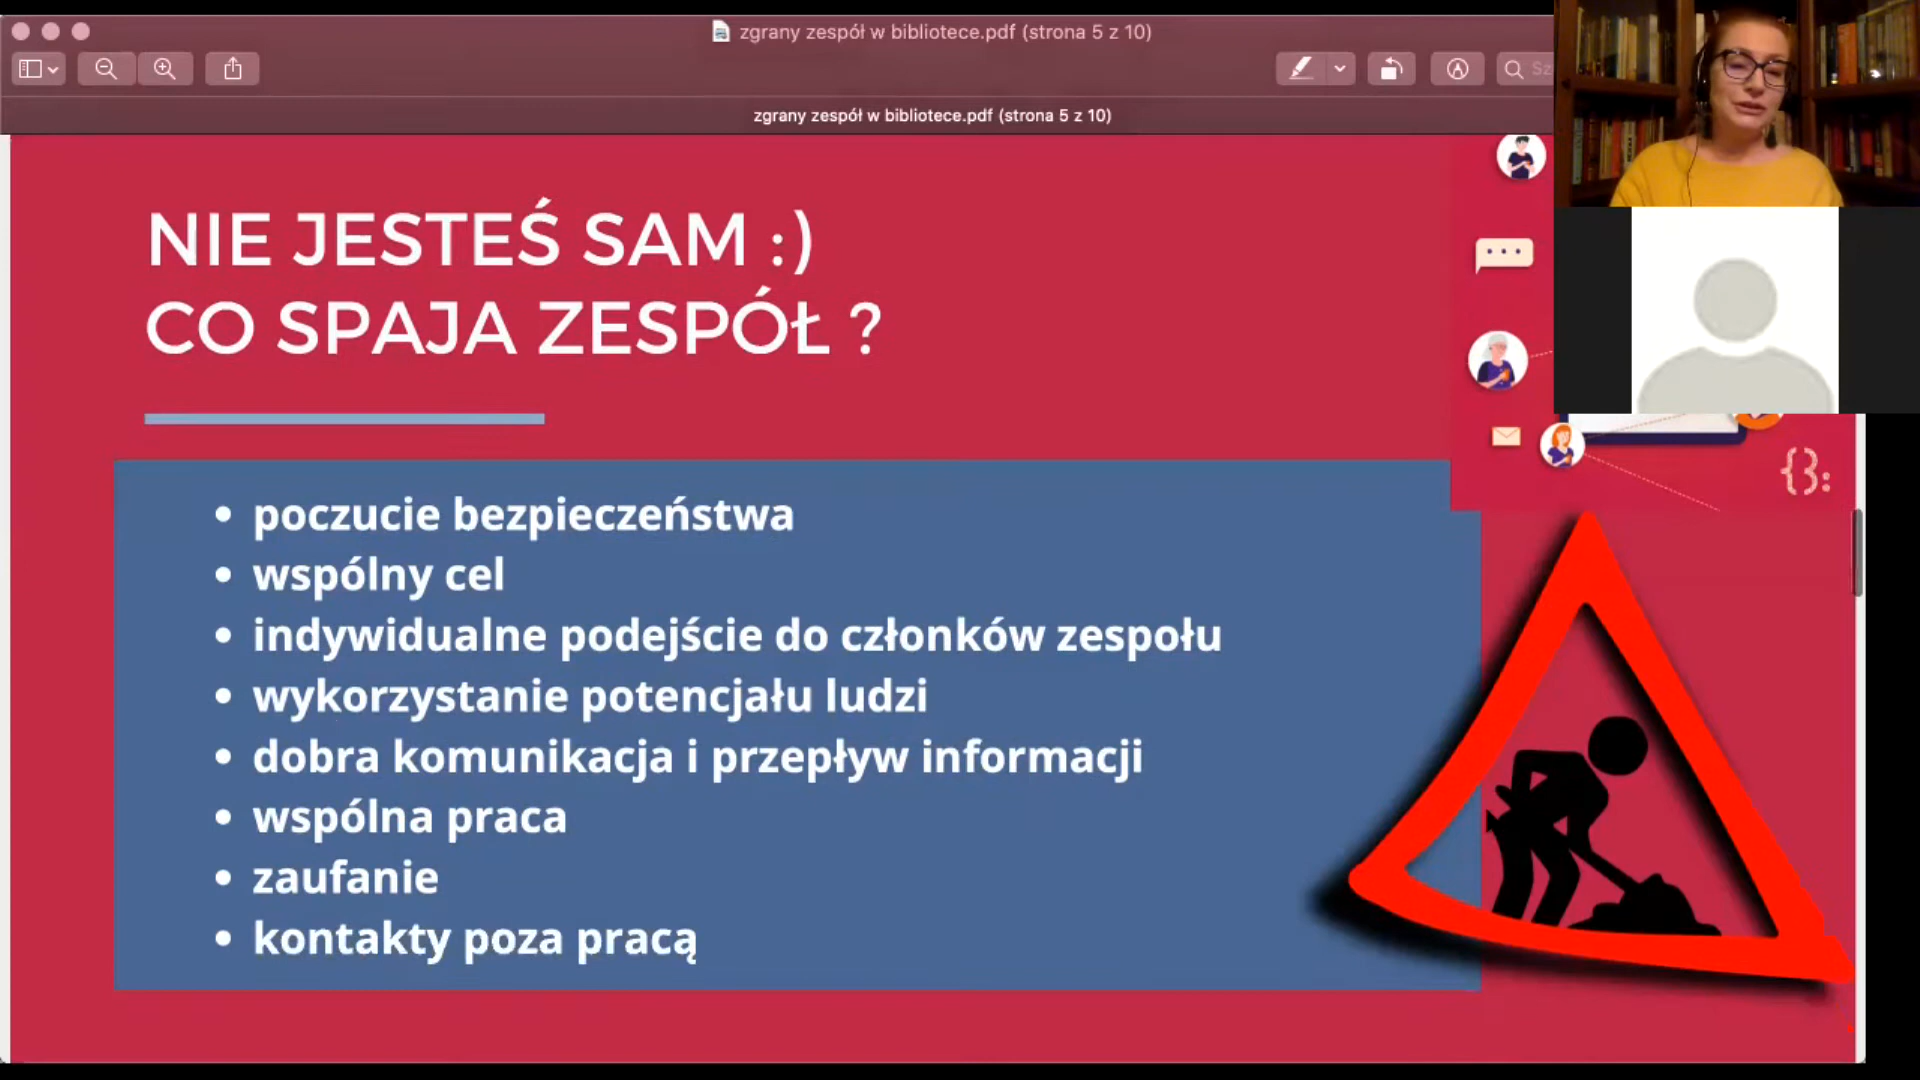 zgrany zespół w bibliotece.pdf (strona 5 z 10)
zgrany zespół w bibliotece.pdf (strona 5 z 10)
NIE JESTEŚ SAM :)
CO SPAJA ZESPÓŁ ?
{}:
• poczucie bezpieczeństwa
• wspólny cel
• indywidualne podejście do członków zespołu
• wykorzystanie potencjału ludzi
• dobra komunikacja i przepływ informacji
• wspólna praca
• zaufanie
• kontakty poza pracą